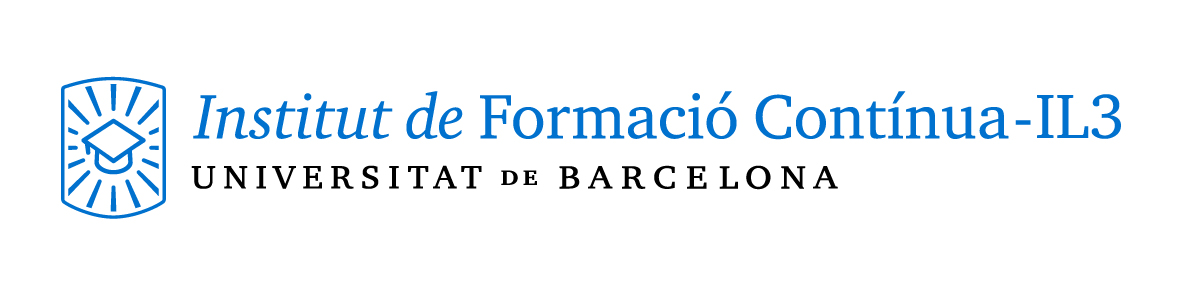 Institut de Formació Contínua-IL3
UNIVERSITAT DE BARCELONA